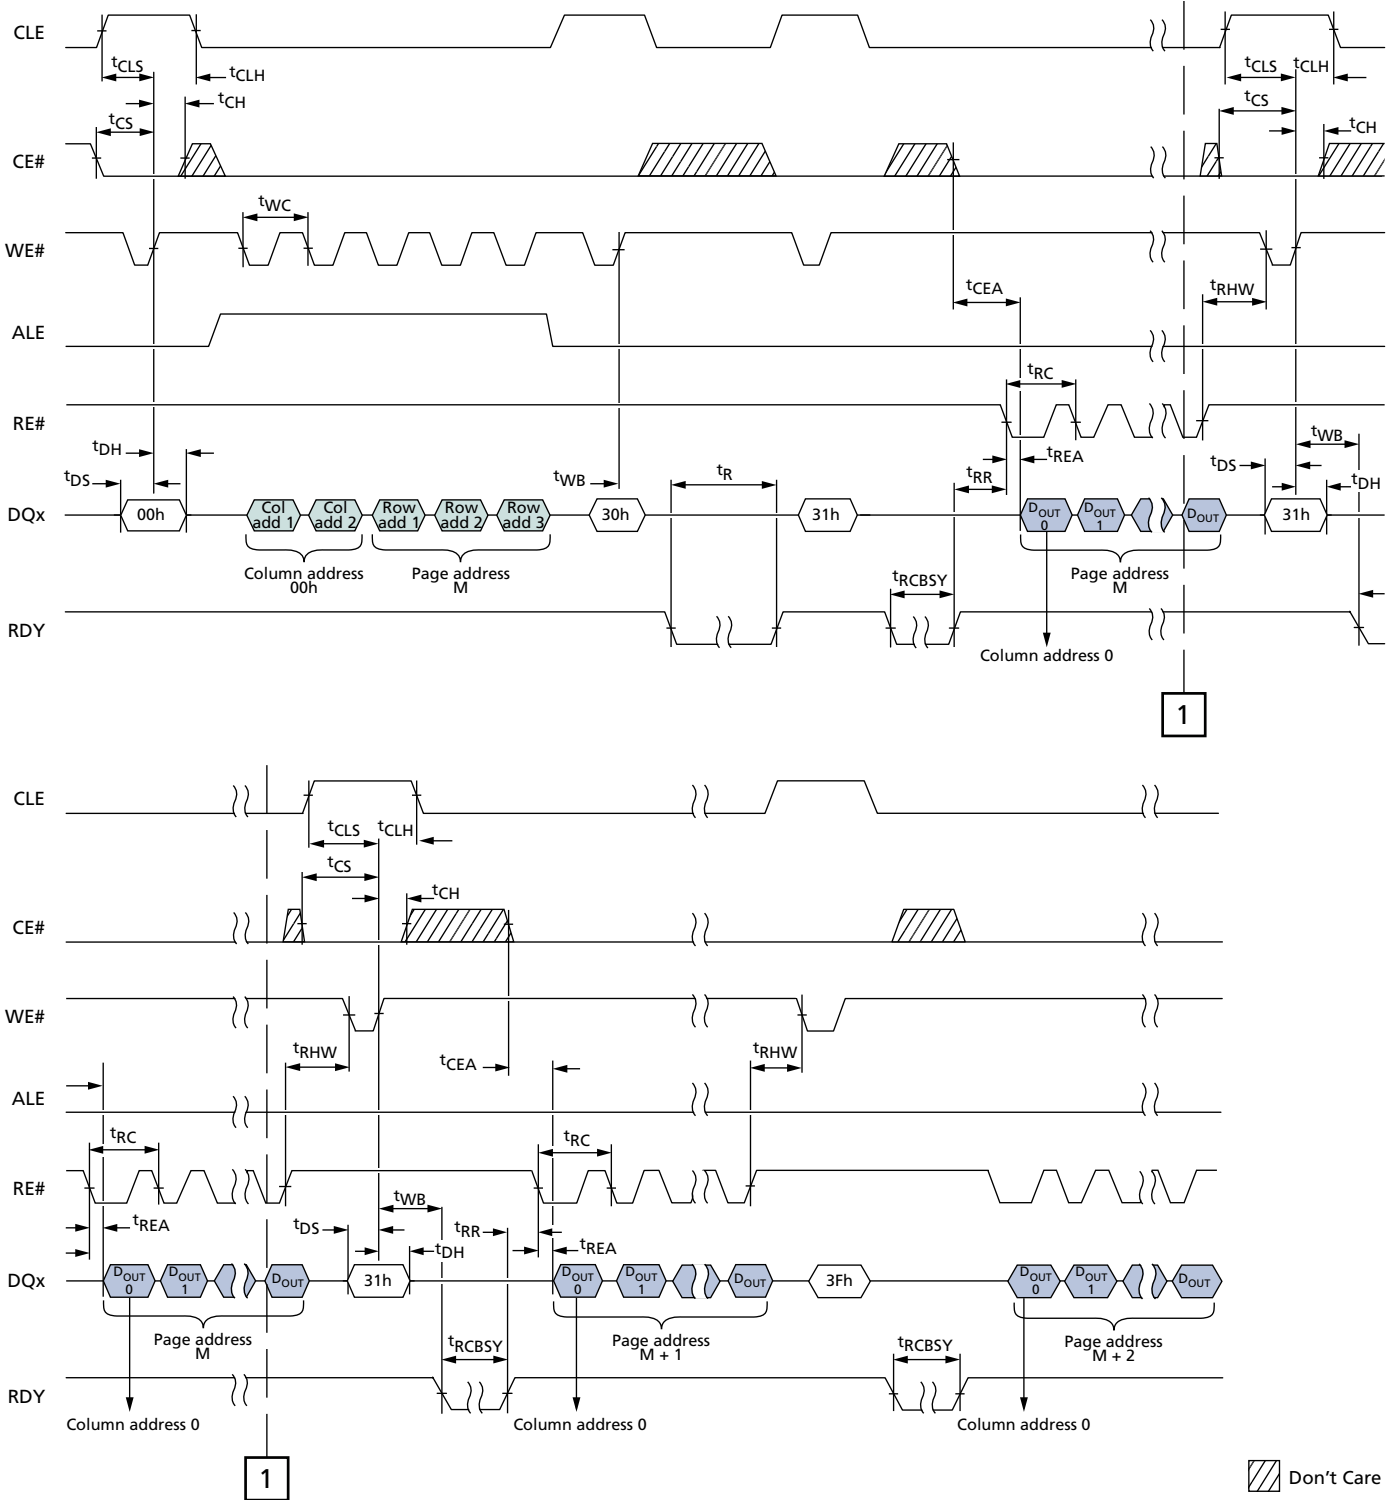 CLE
tCLS
tCLH
tCLS
tCLH
tCH
tCS
tCS
tCH
CE#
tWC
WE#
tCEA
tRHW
ALE
tRC
RE#
tDH
tWB
tREA
tDS
tWB
tR
tRR
tDS
tDH
DQx
00h
Col add 1
Col add 2
Row add 1
Row add 2
Row add 3
30h
31h
DOUT 0
DOUT 1
DOUT
31h
Column address 00h
Page address M
tRCBSY
Page address M
RDY
Column address 0
1
CLE
tCLS
tCLH
tCS
tCH
CE#
WE#
tRHW
tCEA
tRHW
ALE
tRC
tRC
RE#
tREA
tWB
tDS
tRR
tDH
tREA
DQx
DOUT 0
DOUT 1
DOUT
31h
DOUT 0
DOUT 1
DOUT
3Fh
DOUT 0
DOUT 1
DOUT
Page address M
tRCBSY
Page address M + 1
tRCBSY
Page address M + 2
RDY
Column address 0
Column address 0
Column address 0
1
Don't Care